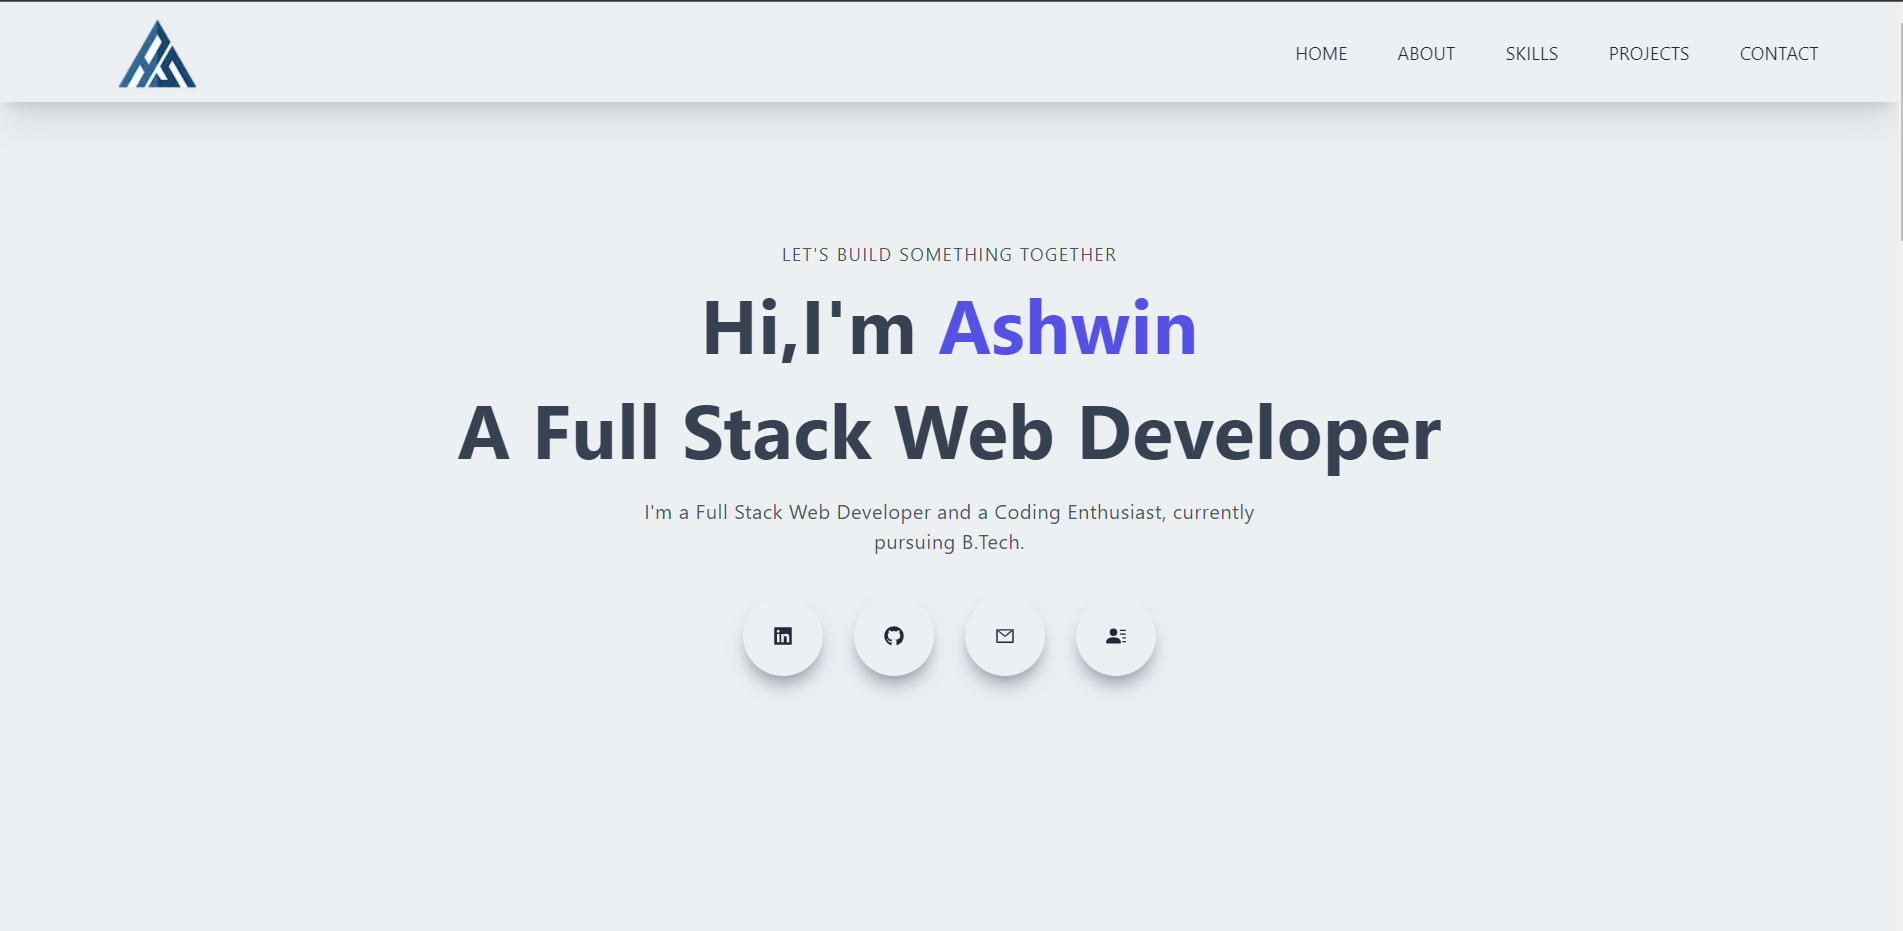 HOME ABOUT SKILLS PROJECTS CONTACT
LET'S BUILD SOMETHING TOGETHER
Hi,I'm Ashwin
A Full Stack Web Developer
I'm a Full Stack Web Developer and a Coding Enthusiast, currently
pursuing B.Tech.